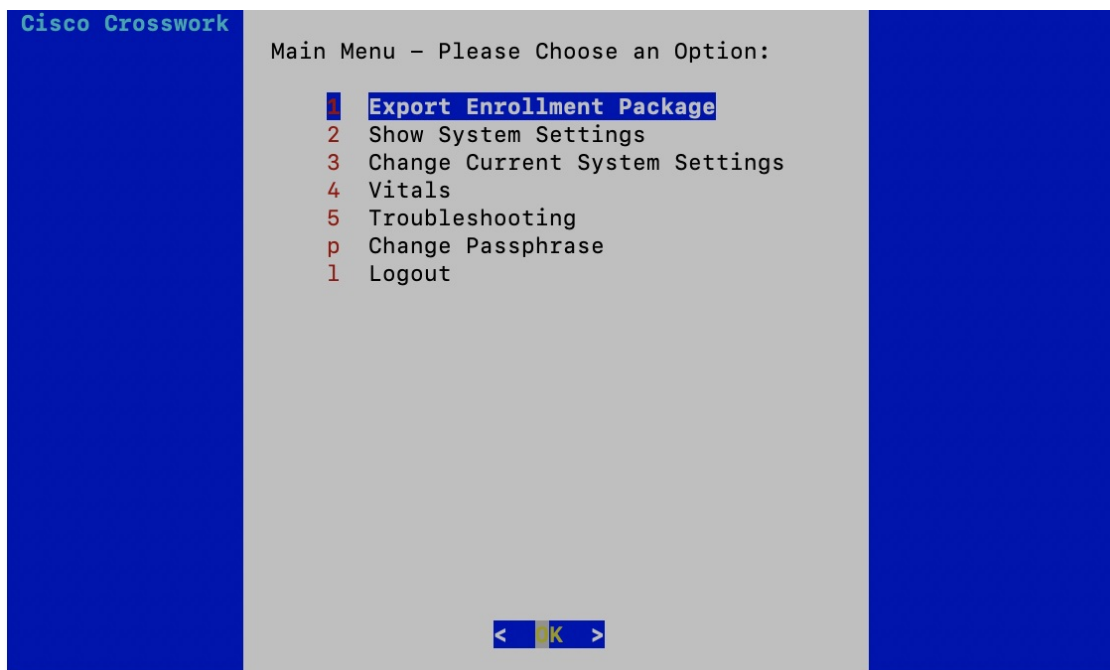 Cisco Crosswork
Main Menu – Please Choose an Option:
1 Export Enrollment Package
2 Show System Settings
3 Change Current System Settings
4 Vitals
5 Troubleshooting
p Change Passphrase
l Logout
< OK >